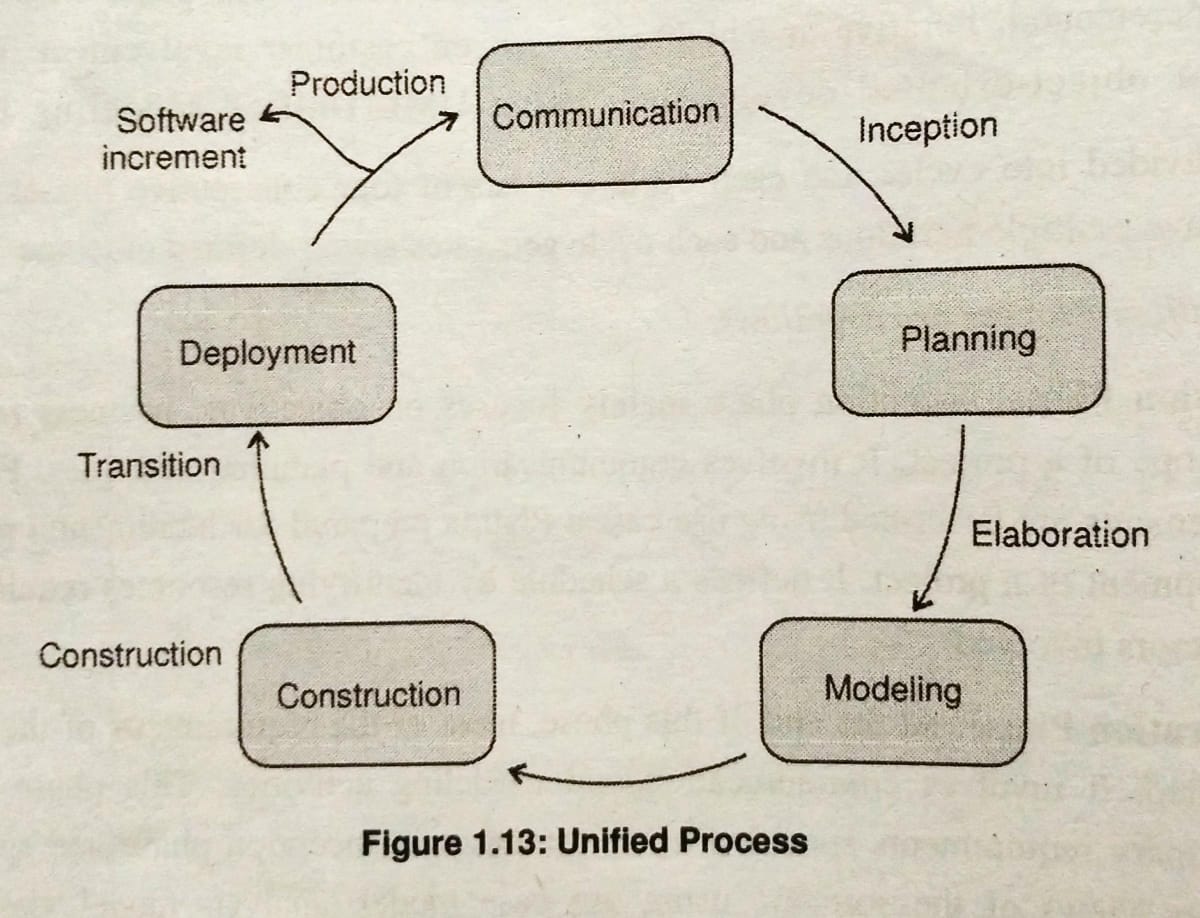 Production
Communication
Software
increment
Inception
Deployment
Planning
Transition
Elaboration
Construction
Construction
Modeling
Figure 1.13: Unified Process